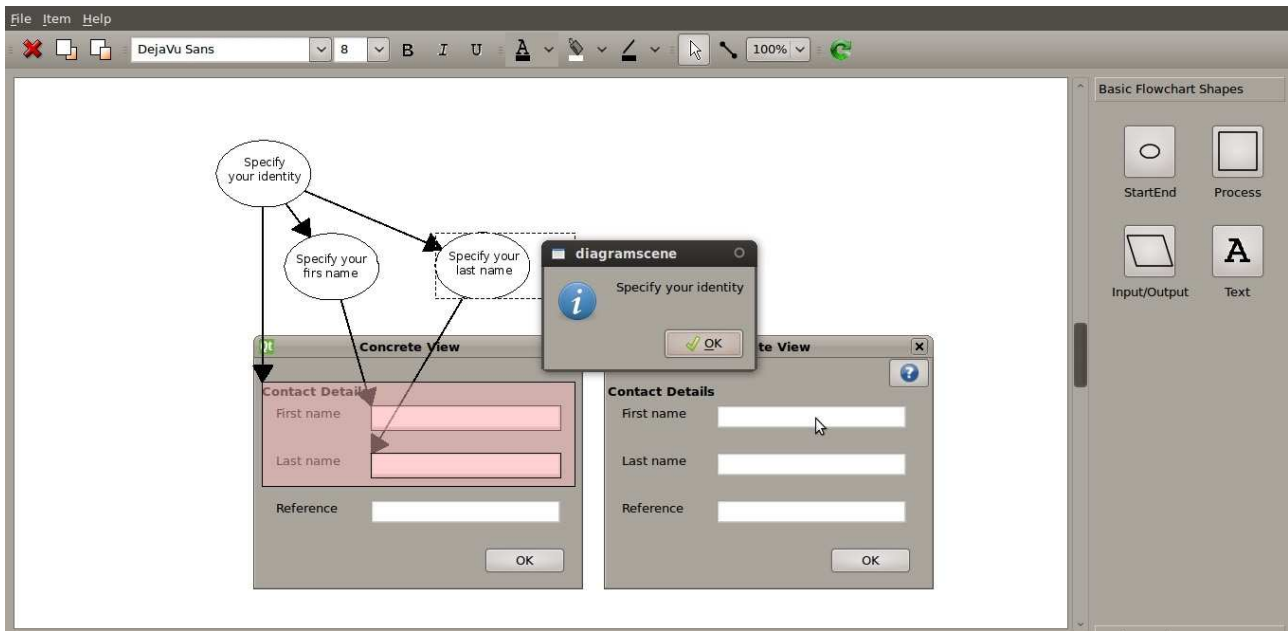 File Item Help
DejaVu Sans 8 B I U A 100%
Basic Flowchart Shapes
StartEnd Process
A
Input/Output Text
Specify
your identity
Specify your
firs name
Specify your
last name
diagramscene
i
Specify your identity
OK
Qt Concrete View
Contact Details
First name
Last name
Reference
OK
te View
?
Contact Details
First name
Last name
Reference
OK